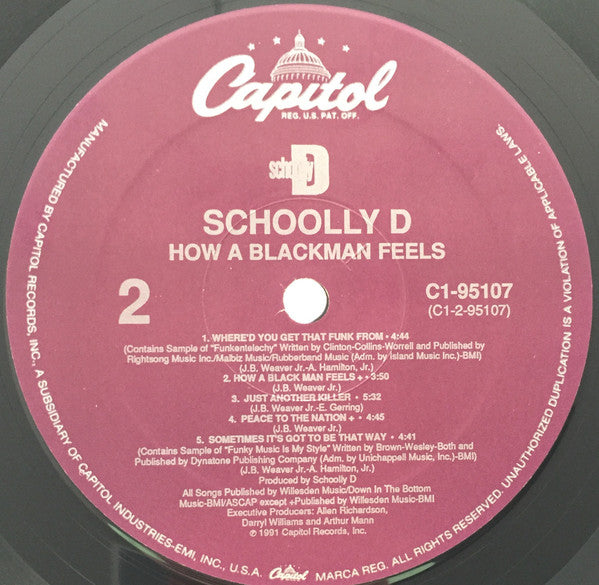 Capitol
REG. U.S. PAT. OFF.
schoolly
D
SCHOOLLY D
HOW A BLACKMAN FEELS
2
C1-95107
(C1-2-95107)
1. WHERE'D YOU GET THAT FUNK FROM • 4:44
(Contains Sample of "Funkentelechy" Written by Clinton-Collins-Worrell and Published by
Rightsong Music Inc./Malbiz Music/Rubberband Music (Adm. by Island Music Inc.)-BMI)
(J.B. Weaver Jr.-A. Hamilton, Jr.)
2. HOW A BLACK MAN FEELS + • 3:50
(J.B. Weaver Jr.)
3. JUST ANOTHER KILLER • 5:32
(J.B. Weaver Jr.-E. Gerring)
4. PEACE TO THE NATION + • 4:45
(J.B. Weaver Jr.)
5. SOMETIMES IT'S GOT TO BE THAT WAY • 4:41
(Contains Sample of "Funky Music is My Style" Written by Brown-Wesley-Both and
Published by Dynatone Publishing Company (Adm. by Unichappell Music, Inc.)-BMI)
(J.B. Weaver Jr.-A. Hamilton, Jr.)
Produced by Schoolly D
All Songs Published by Willesden Music/Down In The Bottom
Music-BMI/ASCAP except +Published by Willesden Music-BMI
Executive Producers: Allen Richardson,
Darryl Williams and Arthur Mann
℗ 1991 Capitol Records, Inc.
MANUFACTURED BY CAPITOL RECORDS, INC., A SUBSIDIARY OF CAPITOL INDUSTRIES-EMI, INC., U.S.A.
Capitol
MARCA REG. ALL RIGHTS RESERVED. UNAUTHORIZED DUPLICATION IS A VIOLATION OF APPLICABLE LAWS.